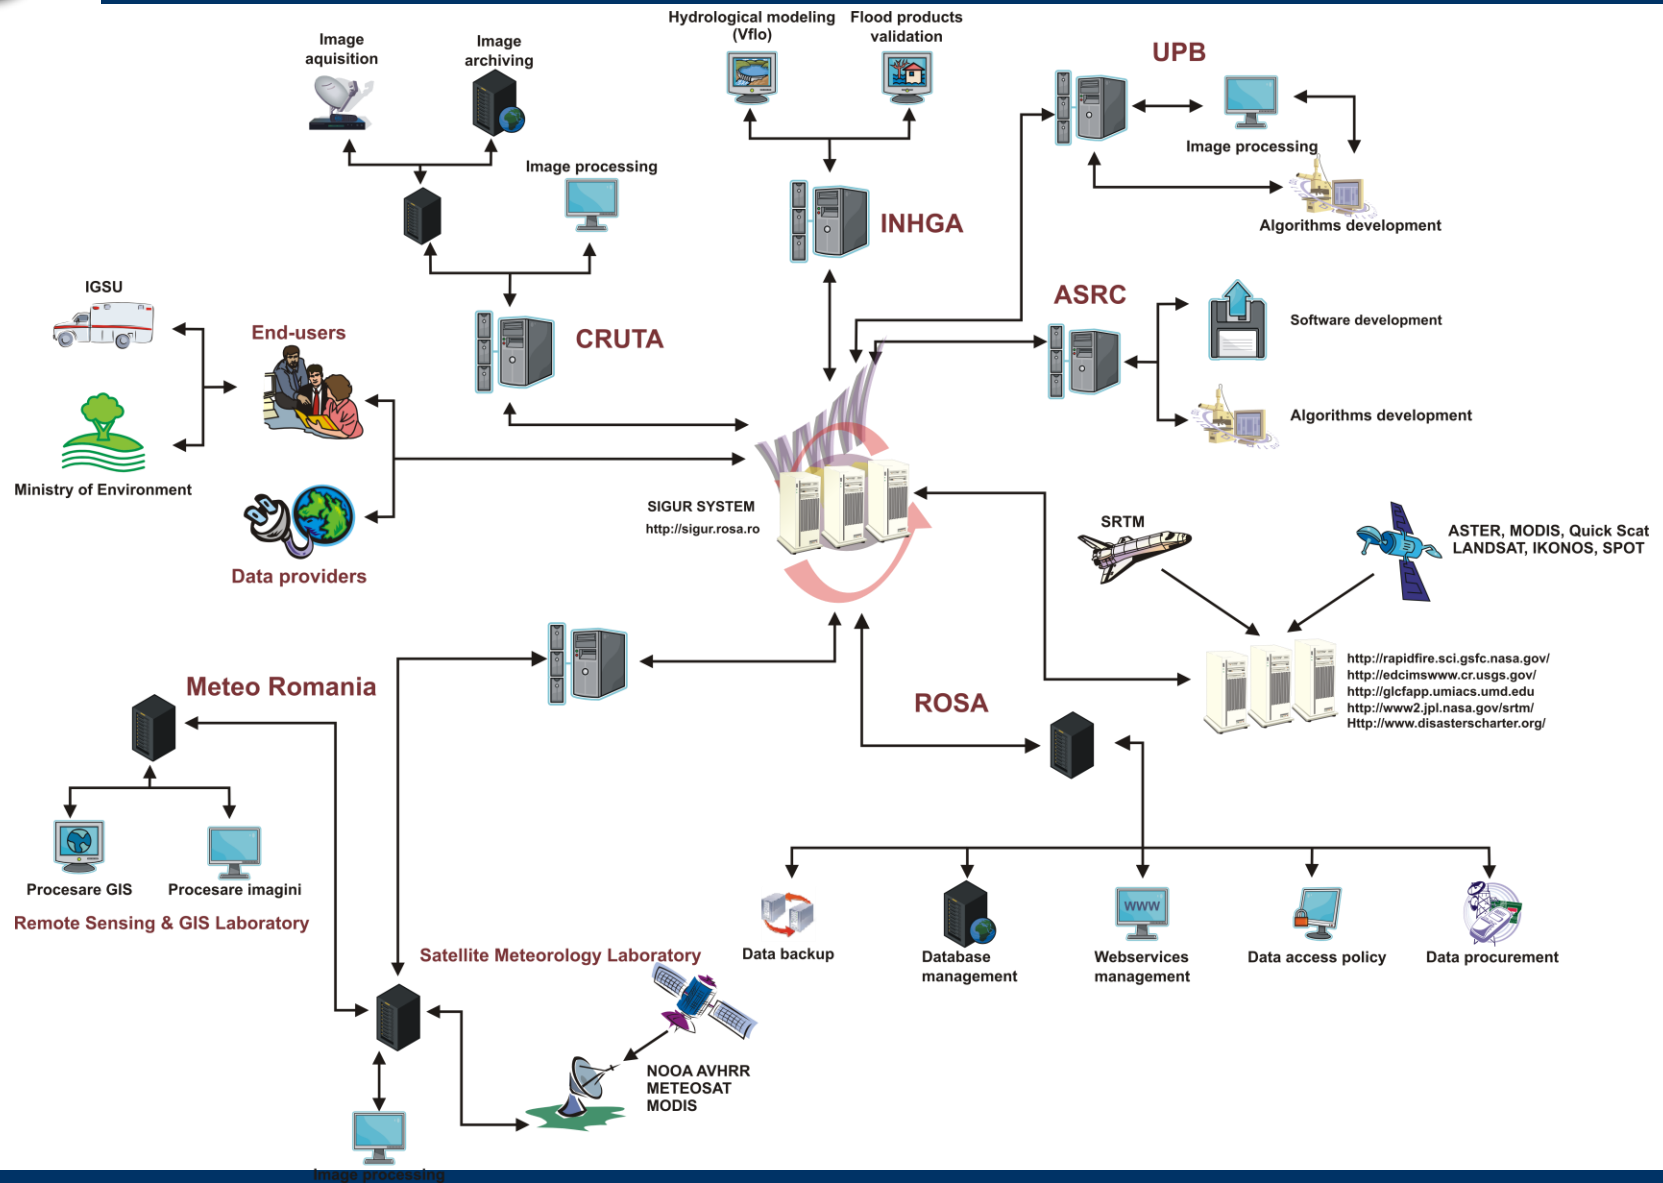 Hydrological modeling
(Vflo)
Flood products
validation
Image
aquisition
Image
archiving
UPB
Image processing
Image processing
Algorithms development
INHGA
IGSU
End-users
CRUTA
ASRC
Software development
Algorithms development
Ministry of Environment
SIGUR SYSTEM
http://sigur.rosa.ro
Data providers
SRTM
ASTER, MODIS, Quick Scat
LANDSAT, IKONOS, SPOT
http://rapidfire.sci.gsfc.nasa.gov/
http://edcimswww.cr.usgs.gov/
http://glcfapp.umiacs.umd.edu
http://www2.jpl.nasa.gov/srtm/
Http://www.disasterscharter.org/
Meteo Romania
ROSA
Procesare GIS
Procesare imagini
Remote Sensing & GIS Laboratory
WWW
Data backup
Database
management
Webservices
management
Data access policy
Data procurement
Satellite Meteorology Laboratory
NOOA AVHRR
METEOSAT
MODIS
Image processing